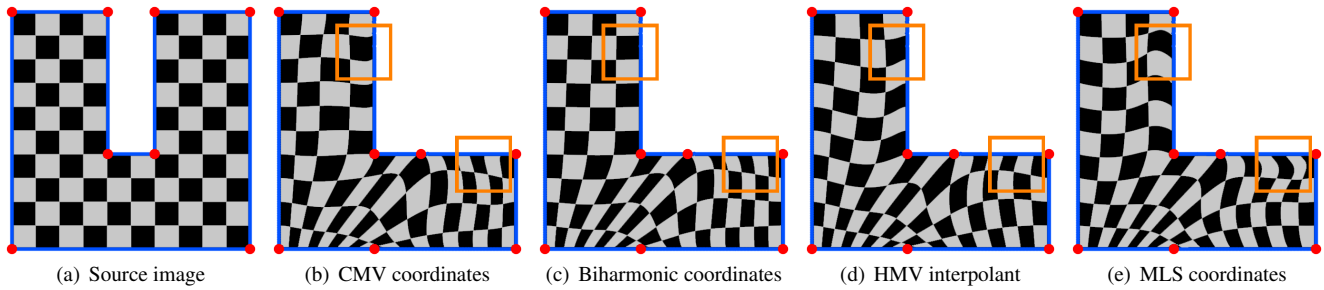 (a) Source image
(b) CMV coordinates
(c) Biharmonic coordinates
(d) HMV interpolant
(e) MLS coordinates